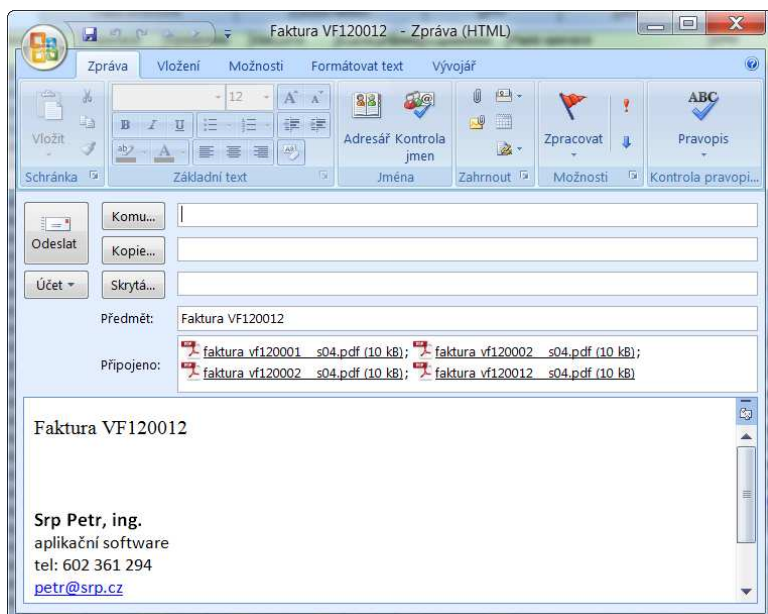 Faktura VF120012 - Zpráva (HTML)
Zpráva Vložení Možnosti Formátovat text Vývojář
Vložit
12
A A
B I U
ab A
Adresář Kontrola jmen
Zpracovat
ABC
Pravopis
Schránka Základní text Jména Zahrnout Možnosti Kontrola pravopi...
Odeslat
Účet
Komu...
Kopie...
Skrytá...
Předmět: Faktura VF120012
Připojeno: faktura vf120001 s04.pdf (10 kB); faktura vf120002 s04.pdf (10 kB);
faktura vf120002 s04.pdf (10 kB); faktura vf120012 s04.pdf (10 kB)
Faktura VF120012
Srp Petr, ing.
aplikační software
tel: 602 361 294
petr@srp.cz